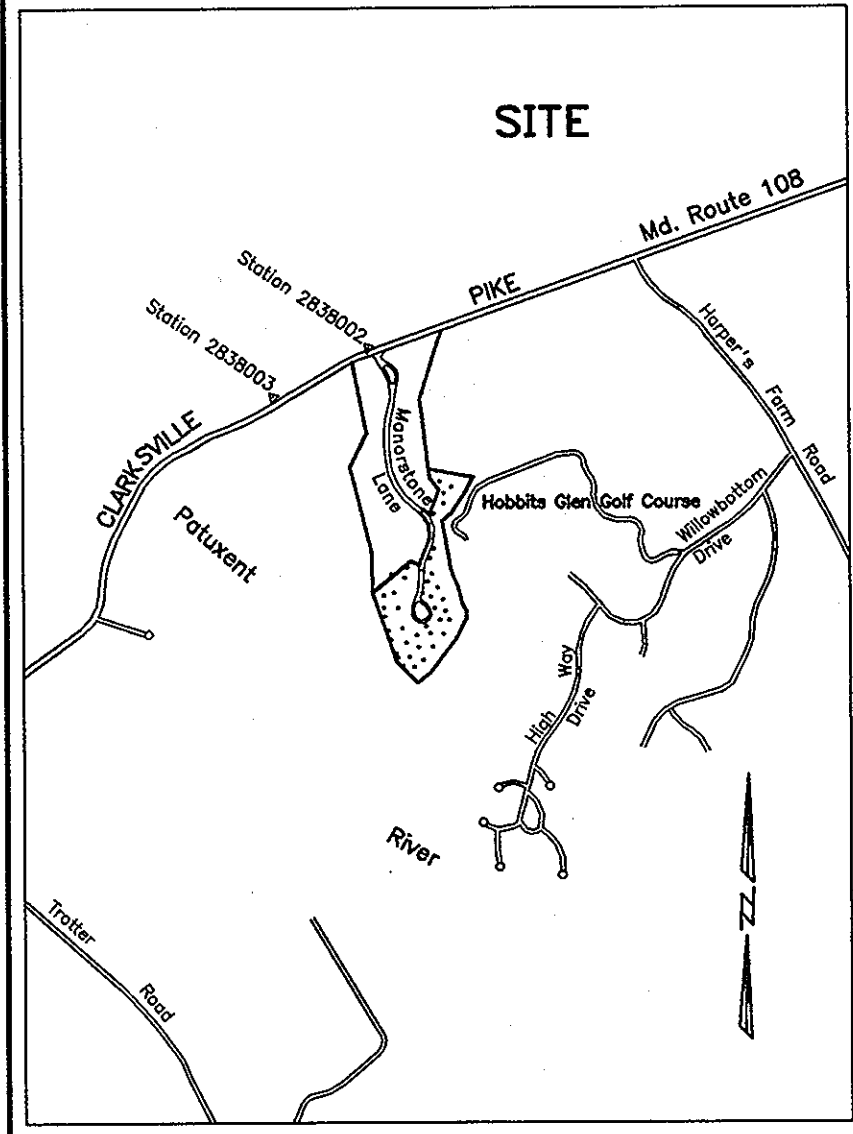 SITE
Md. Route 108
Station 2838002
PIKE
Station 2838003
Harper's Farm Road
CLARKSVILLE
Manorstone
Lane
Hobbits Glen Golf Course
Willowbottom
Drive
Patuxent
High Way
Drive
River
N
Trotter Road